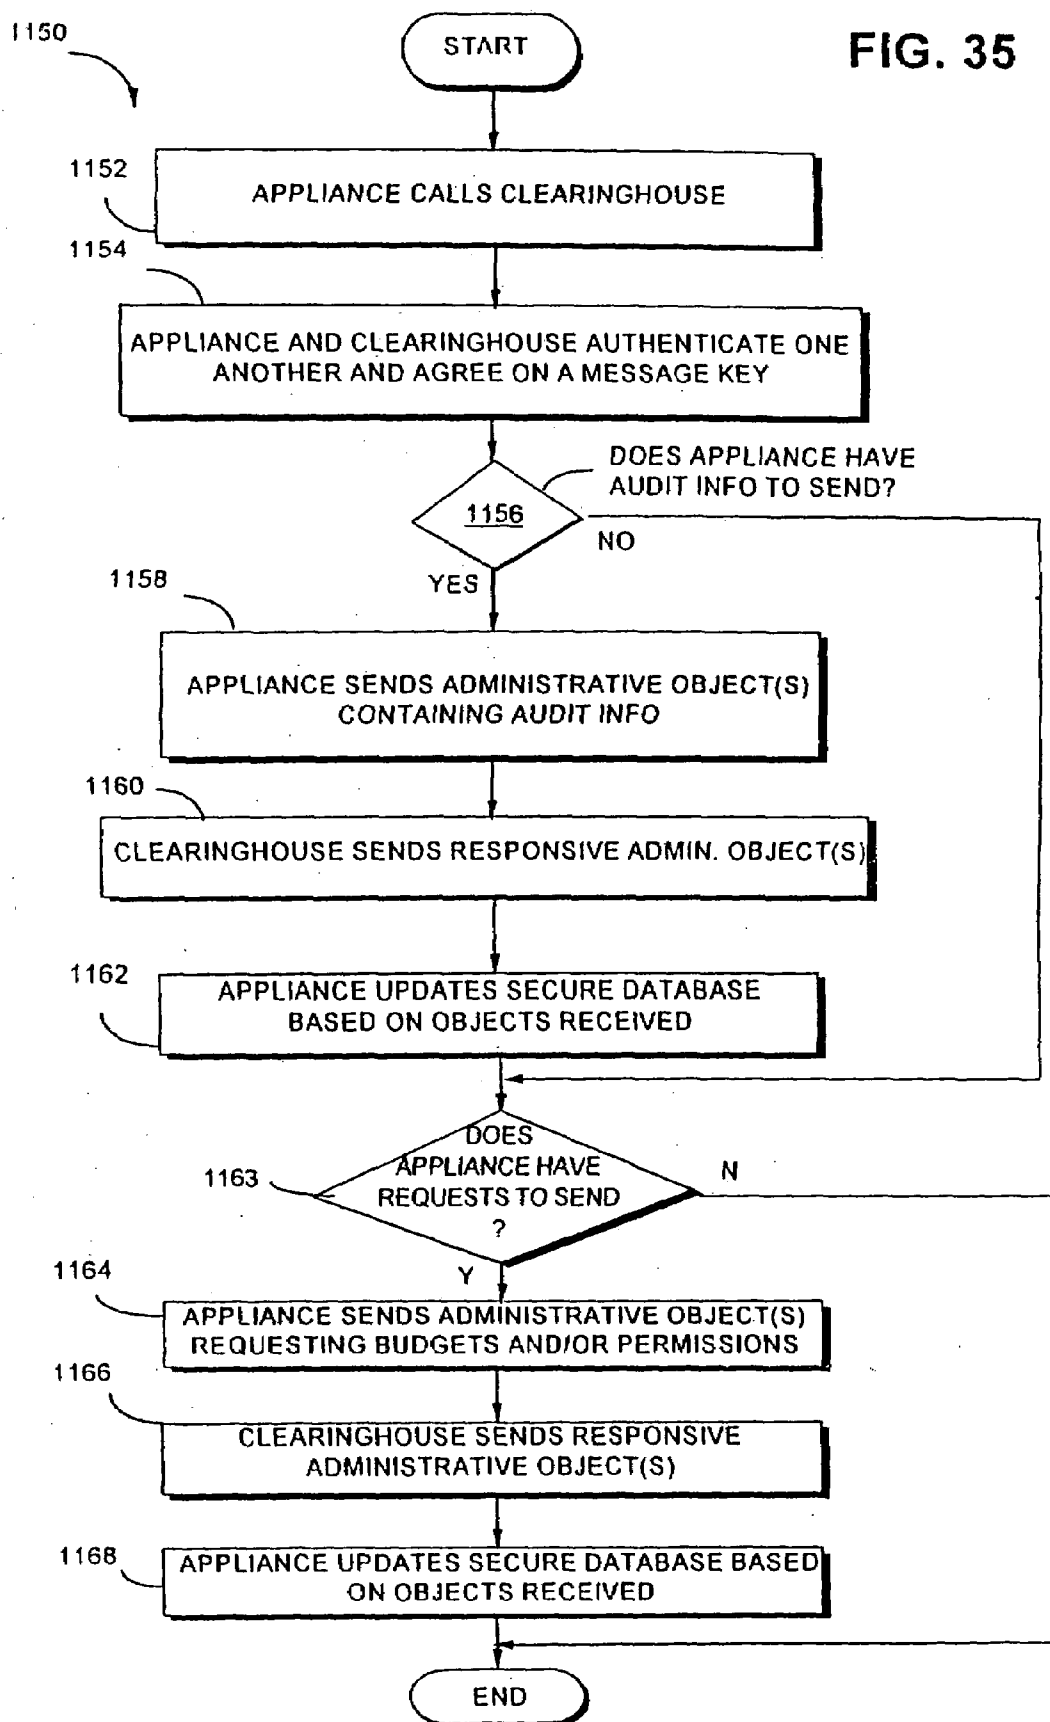 1150
START
FIG. 35
1152
APPLIANCE CALLS CLEARINGHOUSE
1154
APPLIANCE AND CLEARINGHOUSE AUTHENTICATE ONE
ANOTHER AND AGREE ON A MESSAGE KEY
DOES APPLIANCE HAVE
AUDIT INFO TO SEND?
1156
NO
YES
1158
APPLIANCE SENDS ADMINISTRATIVE OBJECT(S)
CONTAINING AUDIT INFO
1160
CLEARINGHOUSE SENDS RESPONSIVE ADMIN. OBJECT(S)
1162
APPLIANCE UPDATES SECURE DATABASE
BASED ON OBJECTS RECEIVED
1163
DOES
APPLIANCE HAVE
REQUESTS TO SEND
?
N
Y
1164
APPLIANCE SENDS ADMINISTRATIVE OBJECT(S)
REQUESTING BUDGETS AND/OR PERMISSIONS
1166
CLEARINGHOUSE SENDS RESPONSIVE
ADMINISTRATIVE OBJECT(S)
1168
APPLIANCE UPDATES SECURE DATABASE BASED
ON OBJECTS RECEIVED
END